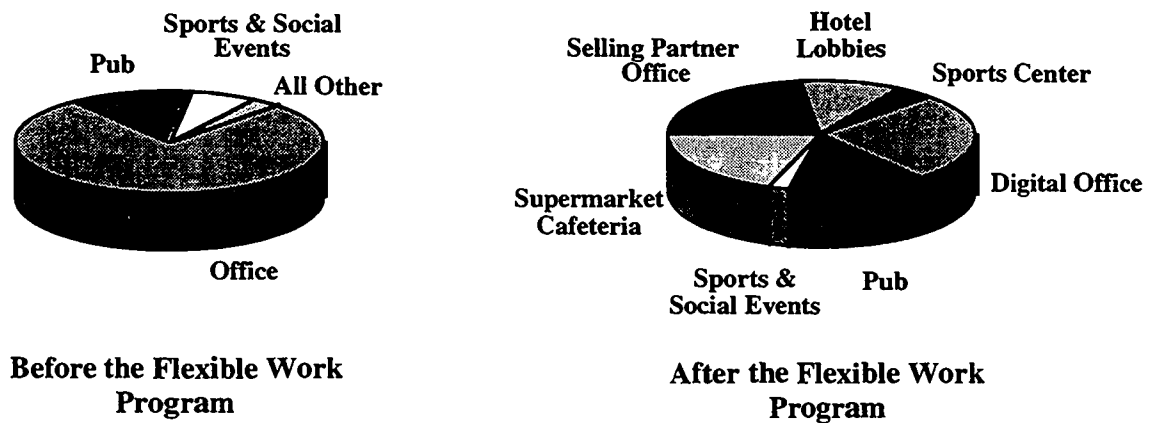 Sports & Social
Events
Pub
All Other
Office
Before the Flexible Work
Program
Hotel
Lobbies
Selling Partner
Office
Sports Center
Digital Office
Supermarket
Cafeteria
Sports &
Social Events
Pub
After the Flexible Work
Program